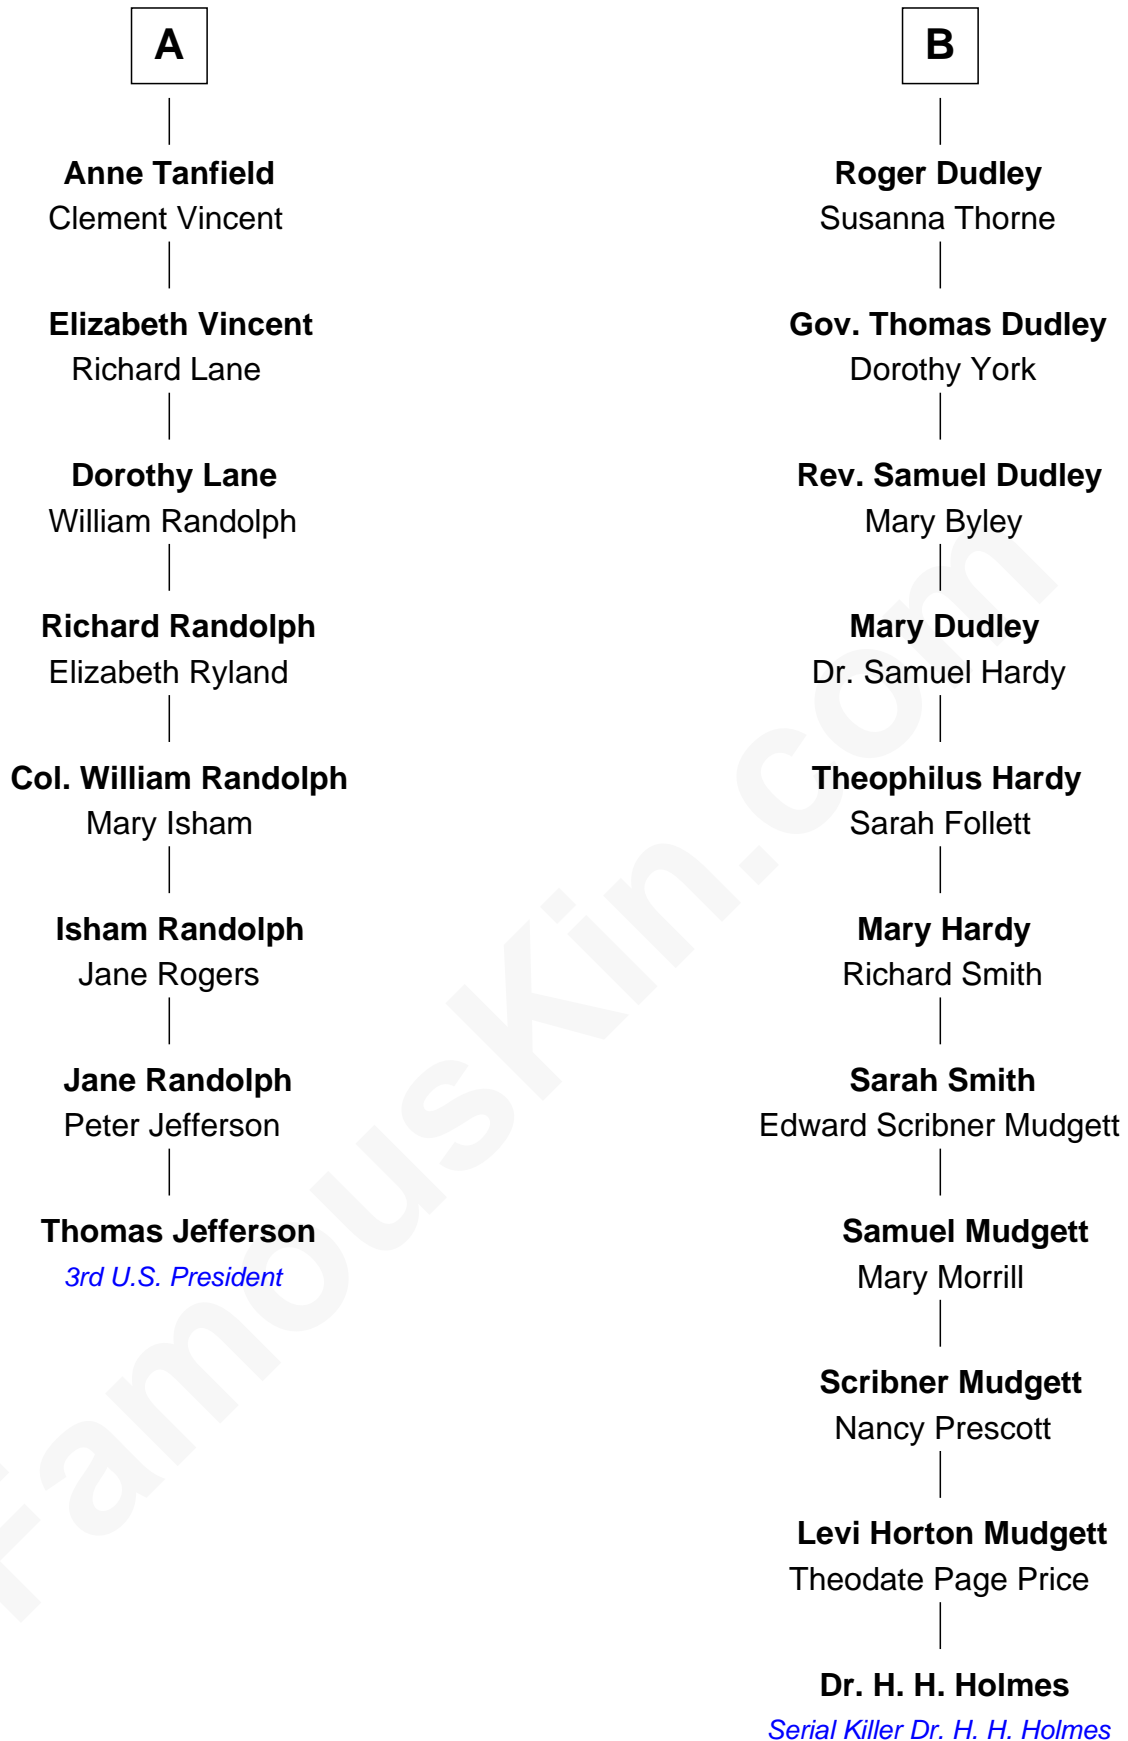 A
Anne Tanfield
Clement Vincent
Elizabeth Vincent
Richard Lane
Dorothy Lane
William Randolph
Richard Randolph
Elizabeth Ryland
Col. William Randolph
Mary Isham
Isham Randolph
Jane Rogers
Jane Randolph
Peter Jefferson
Thomas Jefferson
3rd U.S. President
B
Roger Dudley
Susanna Thorne
Gov. Thomas Dudley
Dorothy York
Rev. Samuel Dudley
Mary Byley
Mary Dudley
Dr. Samuel Hardy
Theophilus Hardy
Sarah Follett
Mary Hardy
Richard Smith
Sarah Smith
Edward Scribner Mudgett
Samuel Mudgett
Mary Morrill
Scribner Mudgett
Nancy Prescott
Levi Horton Mudgett
Theodate Page Price
Dr. H. H. Holmes
Serial Killer Dr. H. H. Holmes
FamousKin.com